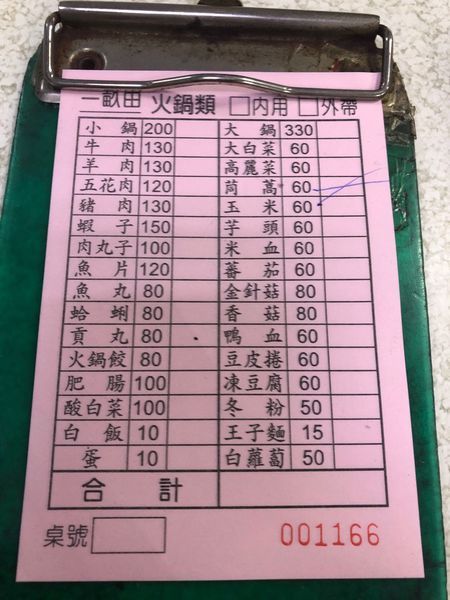 一畝田 火鍋類 □內用 □外帶
小鍋 200 大鍋 330
牛肉 130 大白菜 60
羊肉 130 高麗菜 60
五花肉 120 茼蒿 60
豬肉 130 玉米 60
蝦子 150 芋頭 60
肉丸子 100 米血 60
魚片 120 蕃茄 60
魚丸 80 金針菇 80
蛤蜊 80 香菇 80
貢丸 80 鴨血 60
火鍋餃 80 豆皮捲 60
肥腸 100 凍豆腐 60
酸白菜 100 冬粉 50
白飯 10 王子麵 15
蛋 10 白蘿蔔 50
合計
桌號 001166